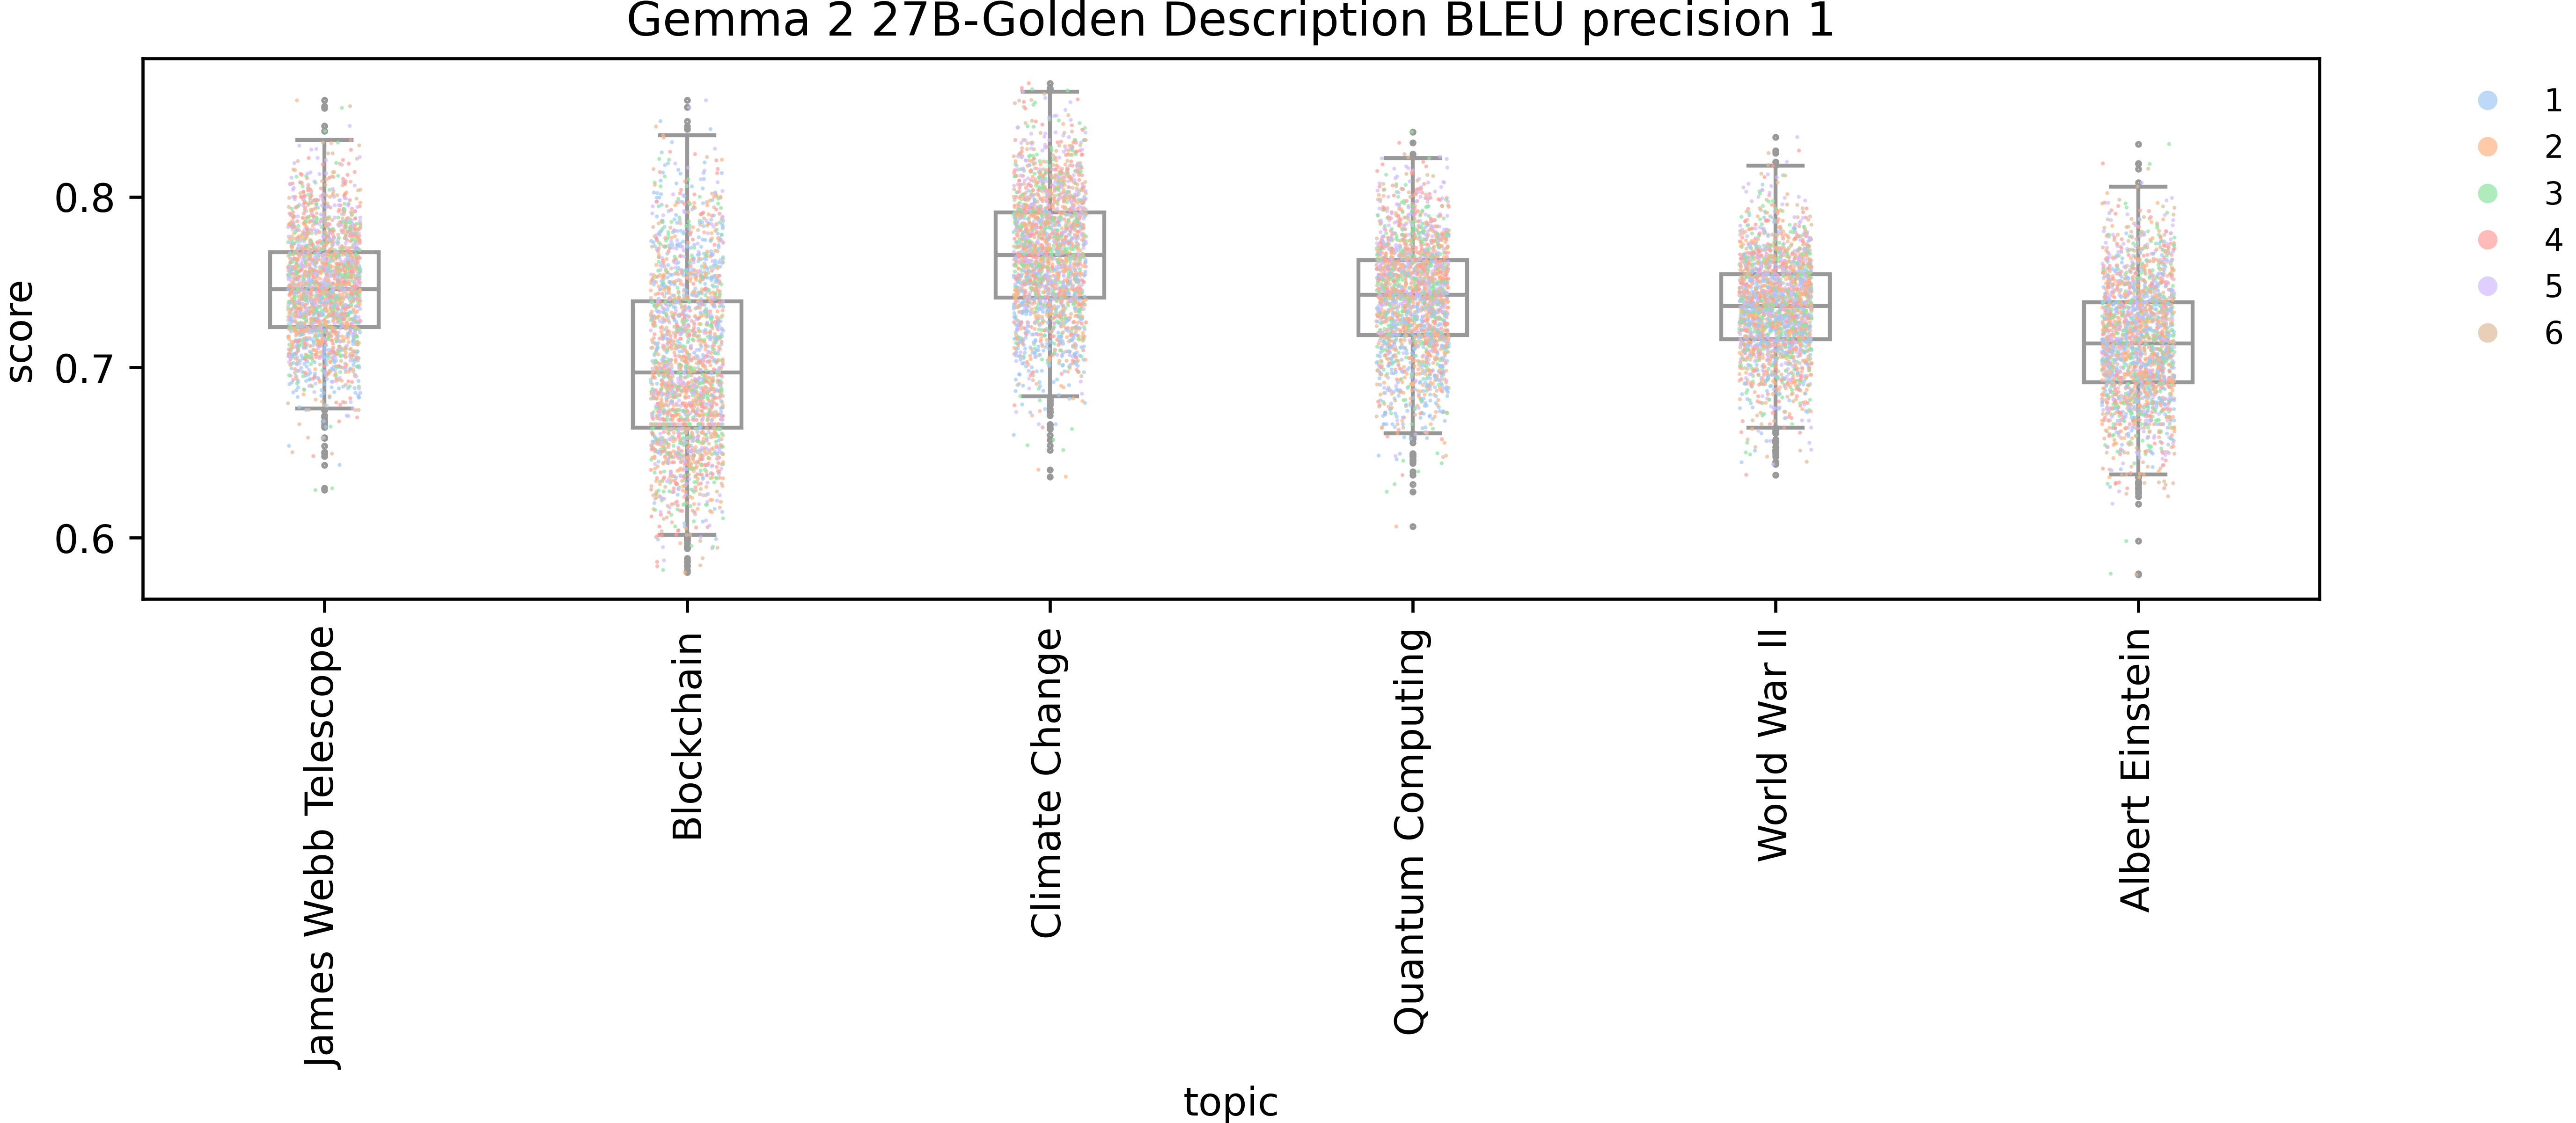 Gemma 2 27B-Golden Description BLEU precision 1
score
0.8
0.7
0.6
1
2
3
4
5
6
James Webb Telescope
Blockchain
Climate Change
Quantum Computing
World War II
Albert Einstein
topic